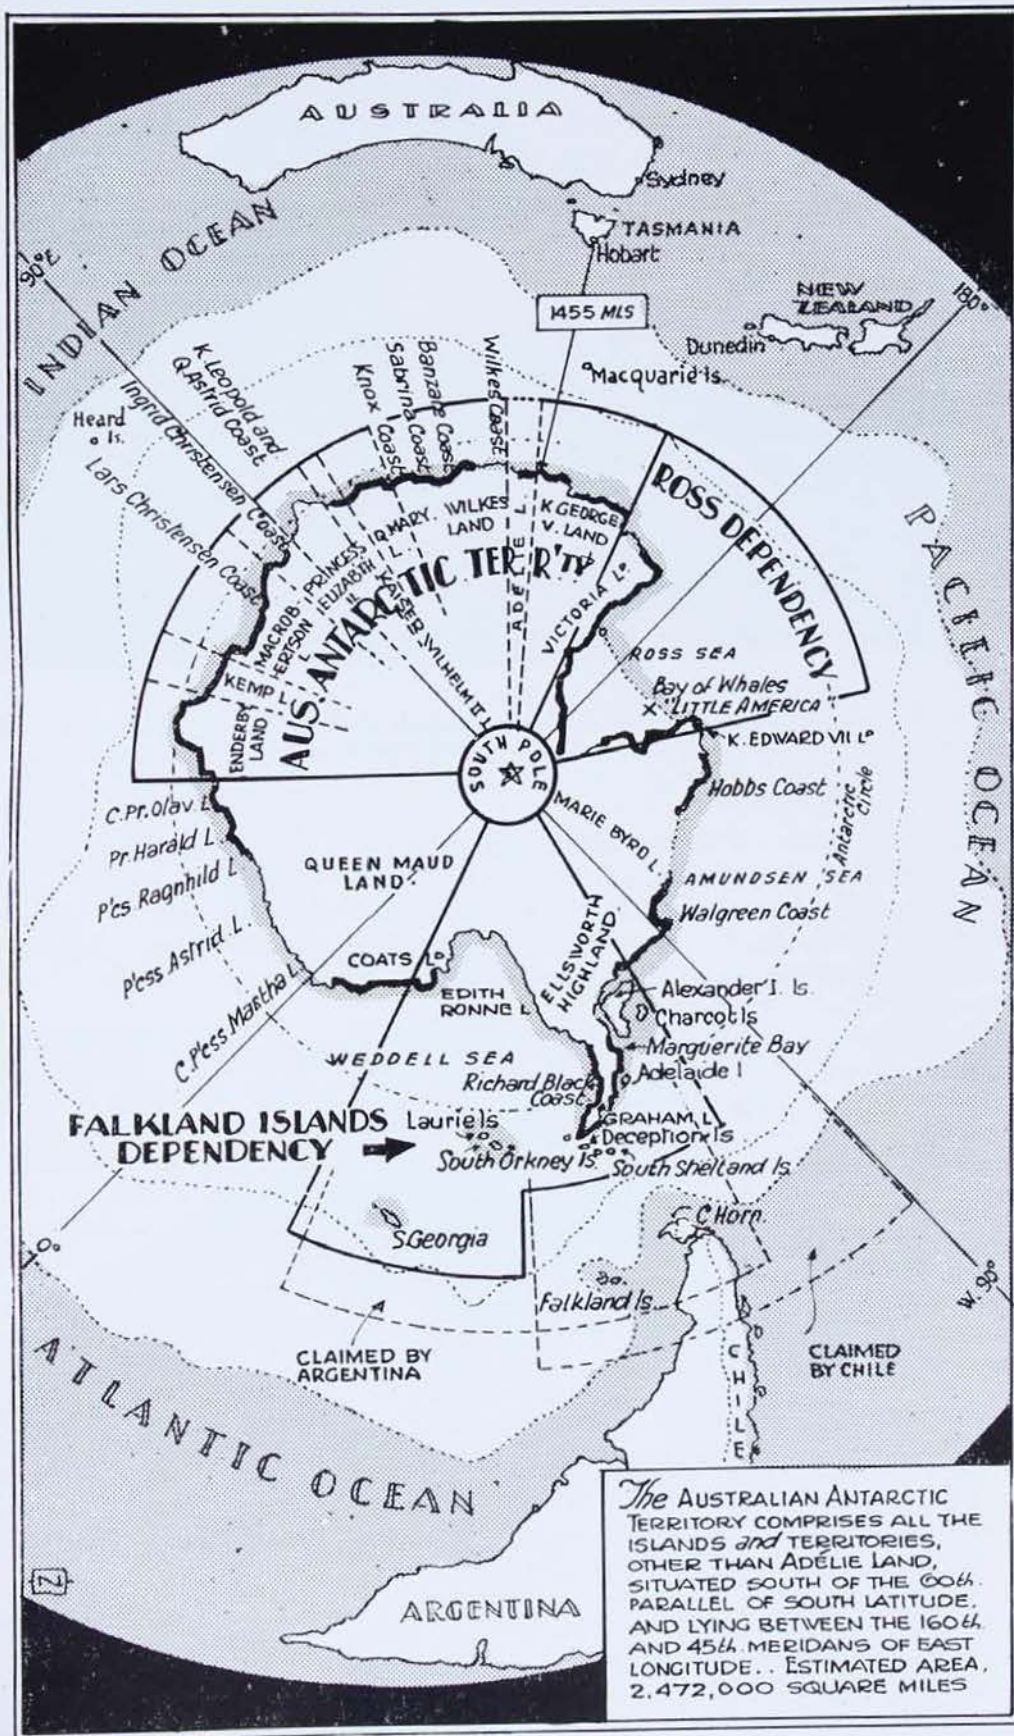 AUSTRALIA
Sydney
TASMANIA
Hobart
INDIAN OCEAN
90°E
1455 MLS
NEW
ZEALAND
180°
Dunedin
Macquarie Is.
K Leopold and
Q Astrid Coast
Knox Coast
Sabrina Coast
Banzare Coast
Wilkes Coast
Heard
Is.
Ingrid Christensen Coast
Lars Christensen Coast
ROSS DEPENDENCY
PACIFIC OCEAN
Q MARY L
WILKES
LAND
ADELIE L
K GEORGE
V. LAND
PRINCESS
ELIZABTH
L
KAISER WILHELM II L
AUS. ANTARCTIC TERR'TY
MACROB
ERTSON
L
KEMP L
ENDERBY
LAND
VICTORIA Lᴰ
ROSS SEA
Bay of Whales
X LITTLE AMERICA
K. EDWARD VII Lᴰ
SOUTH POLE
C.Pr. Olav L
Pr. Harald L
P'cs Ragnhild L
P'cess Astrid L.
C.P'cess Martha L
MARIE BYRD L
Hobbs Coast
Antarctic
Circle
QUEEN MAUD
LAND.
AMUNDSEN SEA
Walgreen Coast
COATS Lᴰ
EDITH
RONNE L
ELLSWORTH
HIGHLAND
Alexander I. Is.
Charcot Is
Marguerite Bay
Adelaide I
WEDDELL SEA
Richard Black
Coast
GRAHAM L
Deception Is
FALKLAND ISLANDS
DEPENDENCY
Laurie Is
South Orkney Is.
South Shetland Is.
S.Georgia
C Horn.
0°
W. 90°
Falkland Is.
CLAIMED BY
ARGENTINA
CLAIMED
BY CHILE
CHILE
ATLANTIC OCEAN
ARGENTINA
Z
The AUSTRALIAN ANTARCTIC
TERRITORY COMPRISES ALL THE
ISLANDS and TERRITORIES,
OTHER THAN ADÉLIE LAND,
SITUATED SOUTH OF THE 60th.
PARALLEL OF SOUTH LATITUDE,
AND LYING BETWEEN THE 160th
AND 45th MERIDANS OF EAST
LONGITUDE.. ESTIMATED AREA,
2,472,000 SQUARE MILES